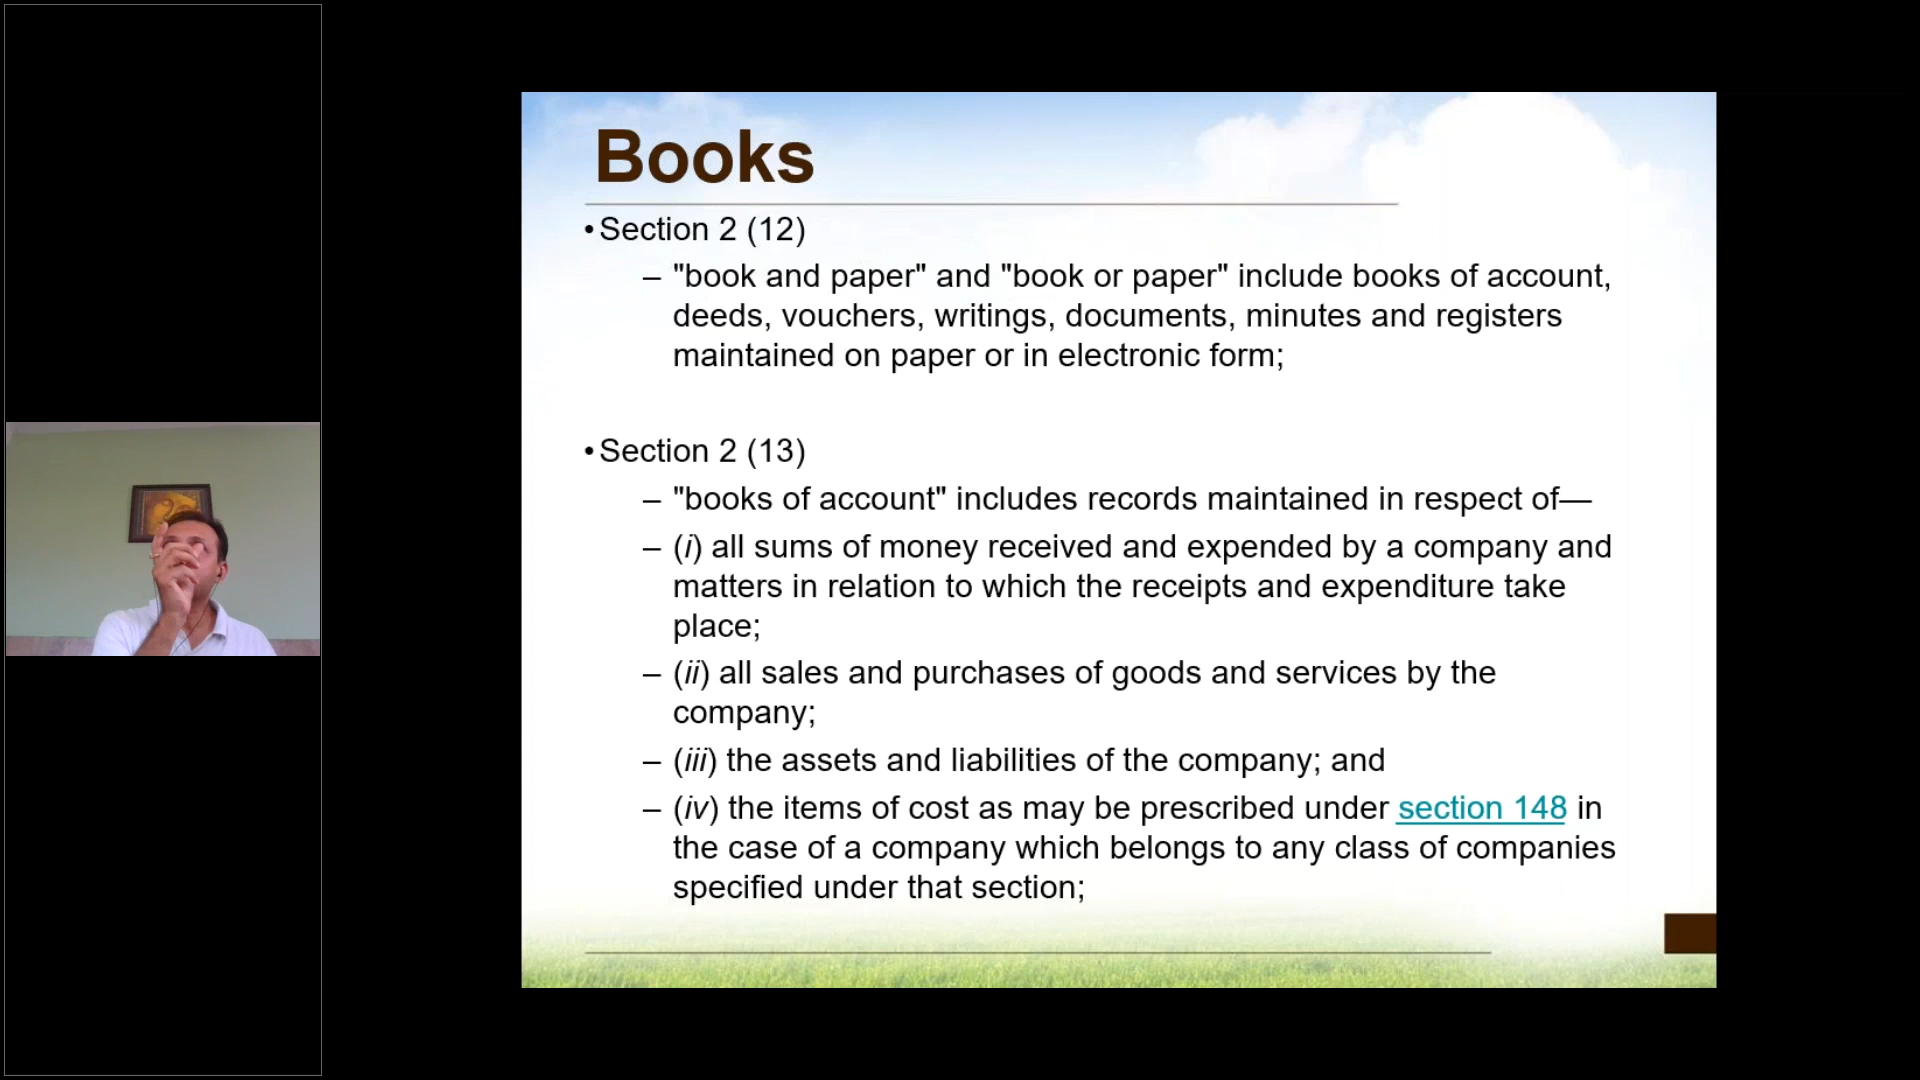 Books
•Section 2 (12)
– "book and paper" and "book or paper" include books of account,
deeds, vouchers, writings, documents, minutes and registers
maintained on paper or in electronic form;
•Section 2 (13)
– "books of account" includes records maintained in respect of—
– (i) all sums of money received and expended by a company and
matters in relation to which the receipts and expenditure take
place;
– (ii) all sales and purchases of goods and services by the
company;
– (iii) the assets and liabilities of the company; and
– (iv) the items of cost as may be prescribed under section 148 in
the case of a company which belongs to any class of companies
specified under that section;